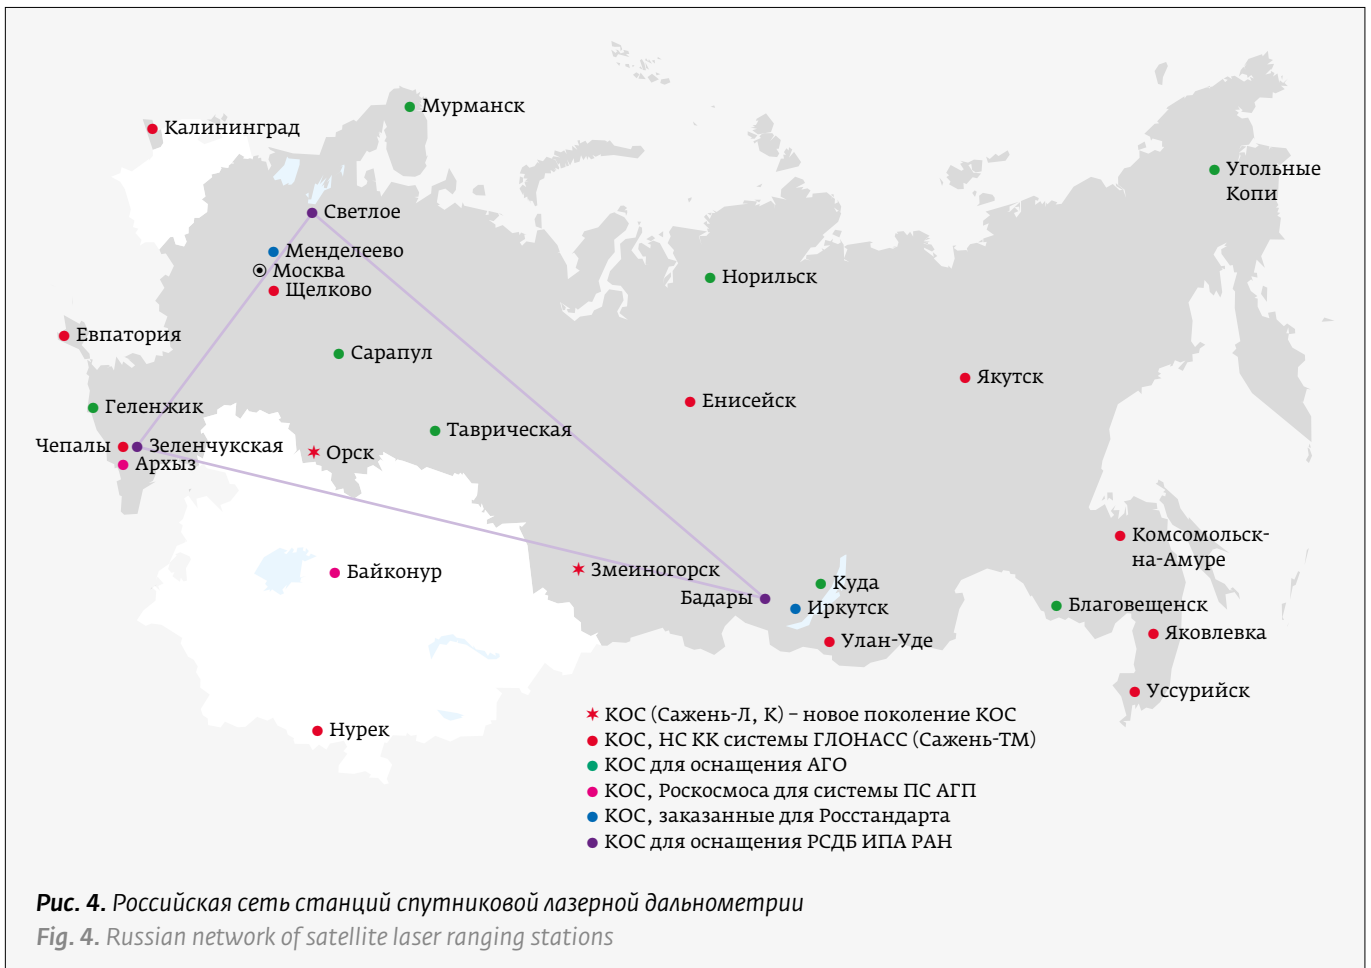 Мурманск
Калининград
Угольные
Копи
Светлое
Менделеево
Москва
Щелково
Норильск
Евпатория
Сарапул
Якутск
Енисейск
Геленжик
Таврическая
Чепалы
Зеленчукская
Орск
Архыз
Комсомольск-
на-Амуре
Байконур
Змеиногорск
Куда
Бадары
Иркутск
Благовещенск
Улан-Уде
Яковлевка
Уссурийск
Нурек
КОС (Сажень-Л, К) – новое поколение КОС
КОС, НС КК системы ГЛОНАСС (Сажень-ТМ)
КОС для оснащения АГО
КОС, Роскосмоса для системы ПС АГП
КОС, заказанные для Росстандарта
КОС для оснащения РСДБ ИПА РАН
Рис. 4. Российская сеть станций спутниковой лазерной дальнометрии
Fig. 4. Russian network of satellite laser ranging stations